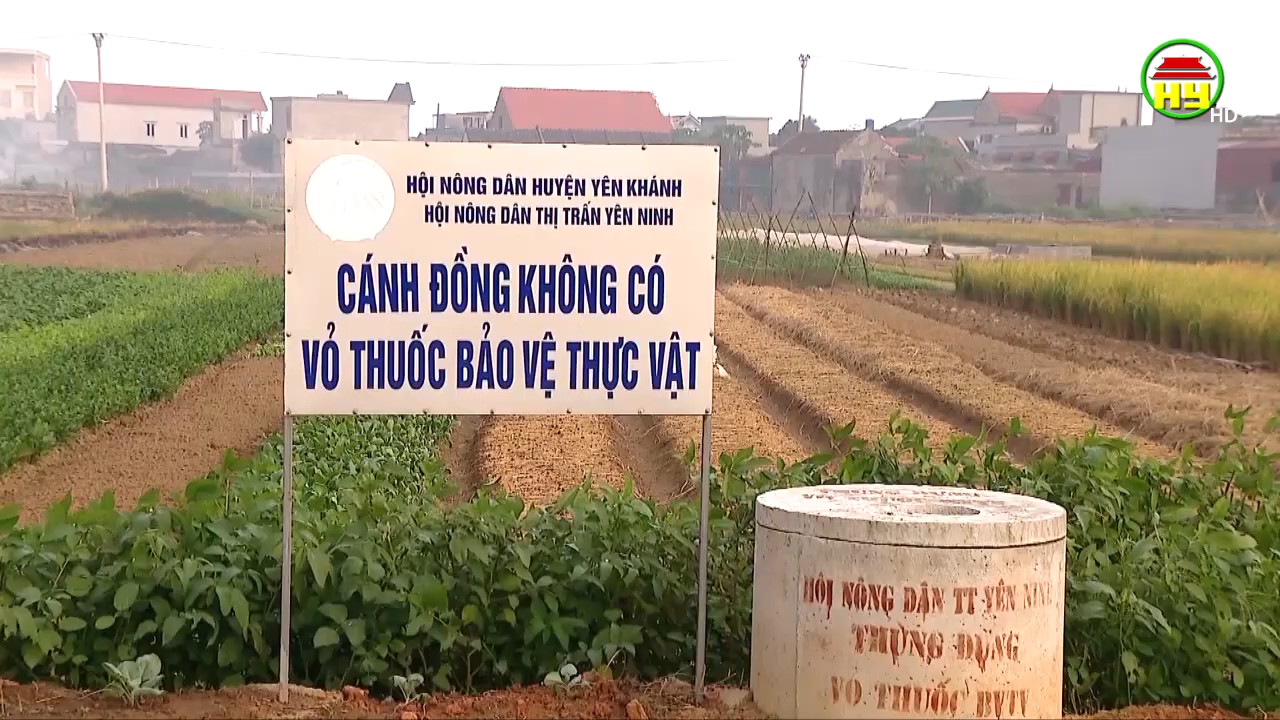 HY
HD
HỘI NÔNG DÂN HUYỆN YÊN KHÁNH
HỘI NÔNG DÂN THỊ TRẤN YÊN NINH
CÁNH ĐỒNG KHÔNG CÓ
VỎ THUỐC BẢO VỆ THỰC VẬT
HỘI NÔNG DÂN TT YÊN NINH
THÙNG ĐỰNG
VỎ THUỐC BVTV